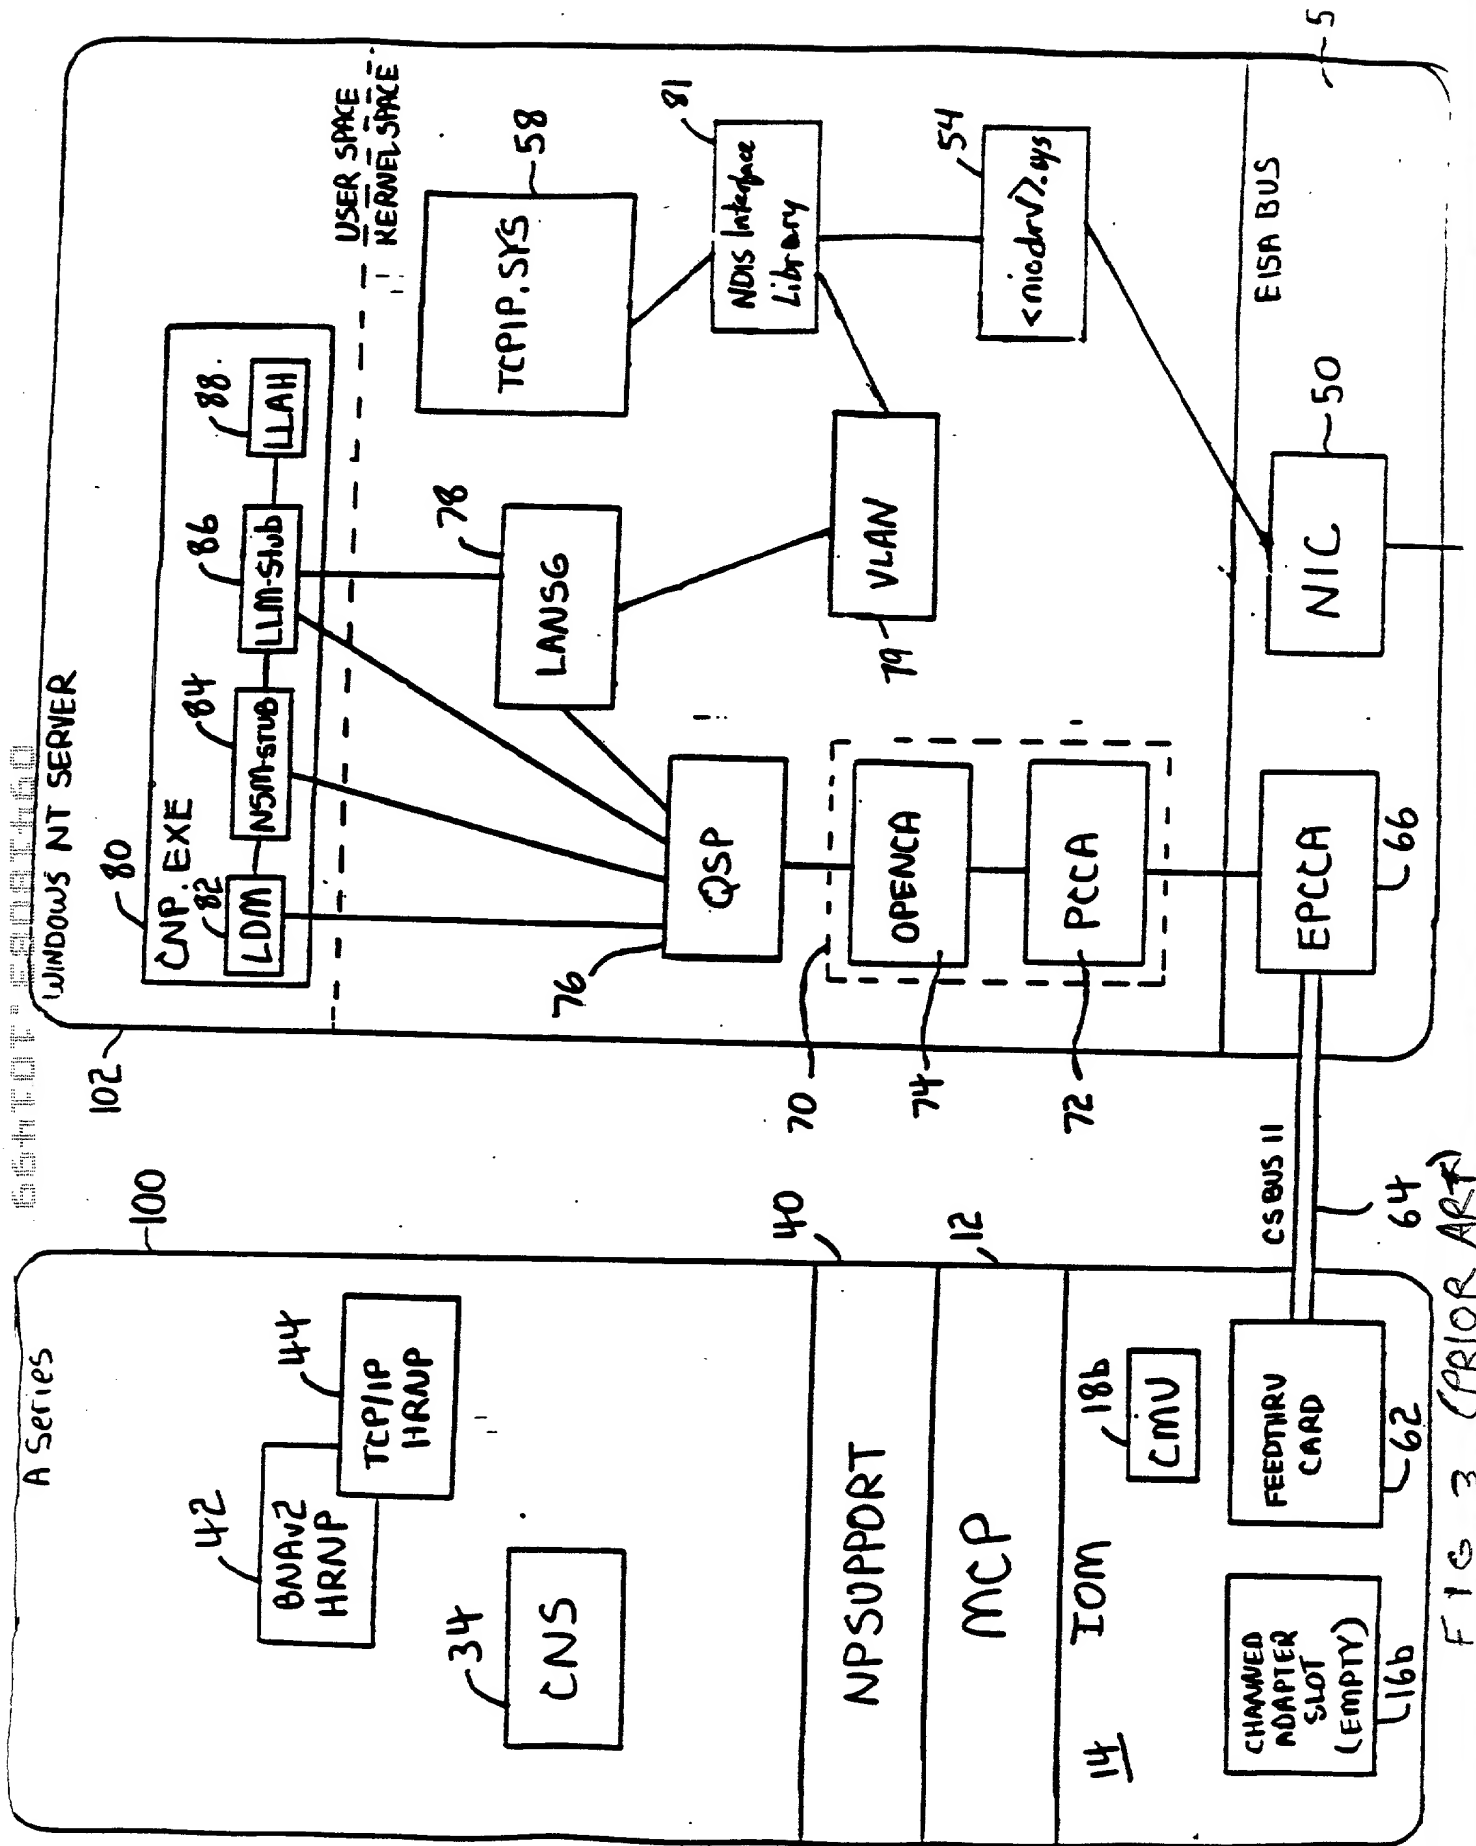 A Series
100
42
BNAv2
HRNP
44
TCP/IP
HRNP
34
CNS
40
NPSUPPORT
12
MCP
14
IOM
18b
CMU
CHANNEL
ADAPTER
SLOT
(EMPTY)
16b
FEEDTHRU
CARD
62
CSBUS II
64
102
WINDOWS NT SERVER
80
CNP.EXE
82
LDM
84
NSM-STUB
86
LLM-Stub
88
LLAH
USER SPACE
KERNEL SPACE
76
QSP
78
LANSG
TCPIP.SYS
58
NDIS Interface
Library
81
79
VLAN
54
<nicdrv>.sys
70
OPENCA
74
PCCA
72
EISA BUS
EPCCA
66
NIC
50
5
FIG 3 (PRIOR ART)